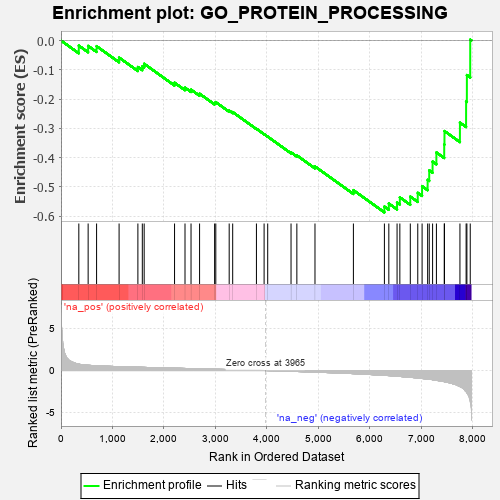 Enrichment plot: GO_PROTEIN_PROCESSING
Enrichment score (ES)
0.0
-0.1
-0.2
-0.3
-0.4
-0.5
-0.6
'na_pos' (positively correlated)
Ranked list metric (PreRanked)
5
0
-5
Zero cross at 3965
'na_neg' (negatively correlated)
0 1,000 2,000 3,000 4,000 5,000 6,000 7,000 8,000
Rank in Ordered Dataset
Enrichment profile Hits Ranking metric scores